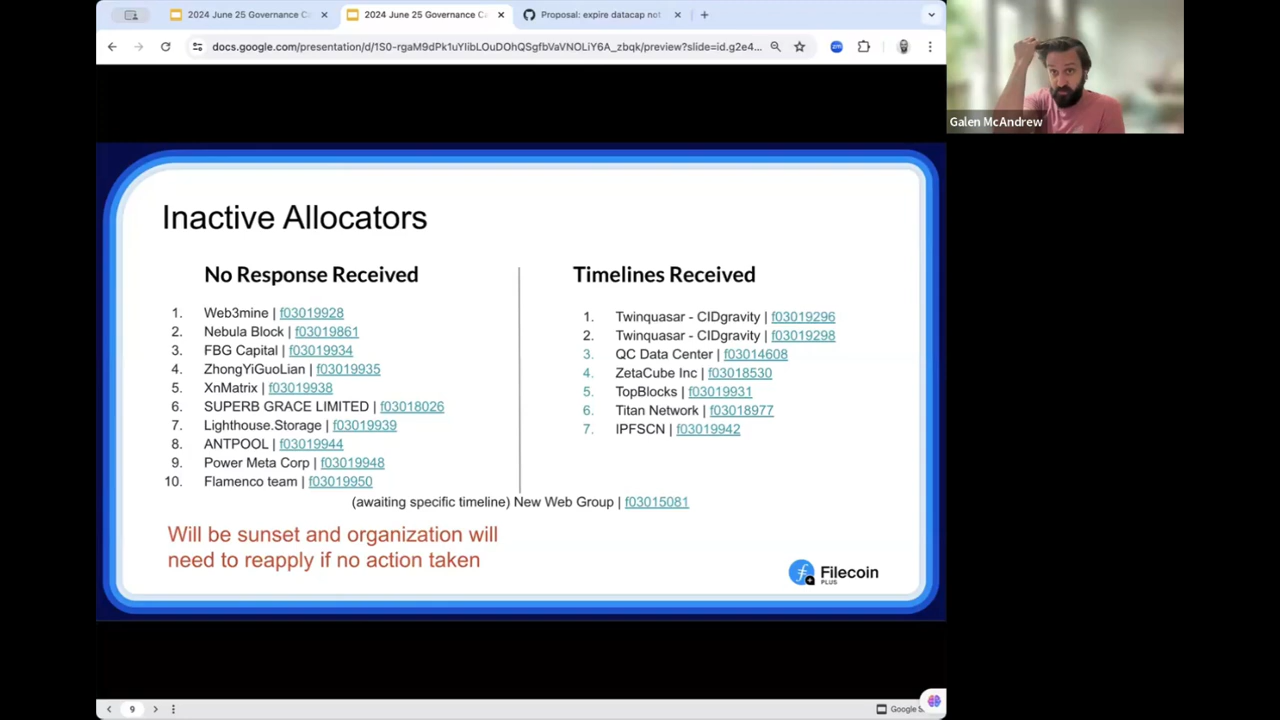 2024 June 25 Governance C
2024 June 25 Governance Ca
Proposal: expire datacap not
docs.google.com/presentation/d/1S0-rgaM9dPk1uYIibLOuDOhQSgfbVaVNOLiY6A_zbqk/preview?slide=id.g2e4...
zm
Galen McAndrew
Inactive Allocators
No Response Received
1. Web3mine | f03019928
2. Nebula Block | f03019861
3. FBG Capital | f03019934
4. ZhongYiGuoLian | f03019935
5. XnMatrix | f03019938
6. SUPERB GRACE LIMITED | f03018026
7. Lighthouse.Storage | f03019939
8. ANTPOOL | f03019944
9. Power Meta Corp | f03019948
10. Flamenco team | f03019950
Timelines Received
1. Twinquasar - CIDgravity | f03019296
2. Twinquasar - CIDgravity | f03019298
3. QC Data Center | f03014608
4. ZetaCube Inc | f03018530
5. TopBlocks | f03019931
6. Titan Network | f03018977
7. IPFSCN | f03019942
(awaiting specific timeline) New Web Group | f03015081
Will be sunset and organization will
need to reapply if no action taken
Filecoin
PLUS
9
Google S